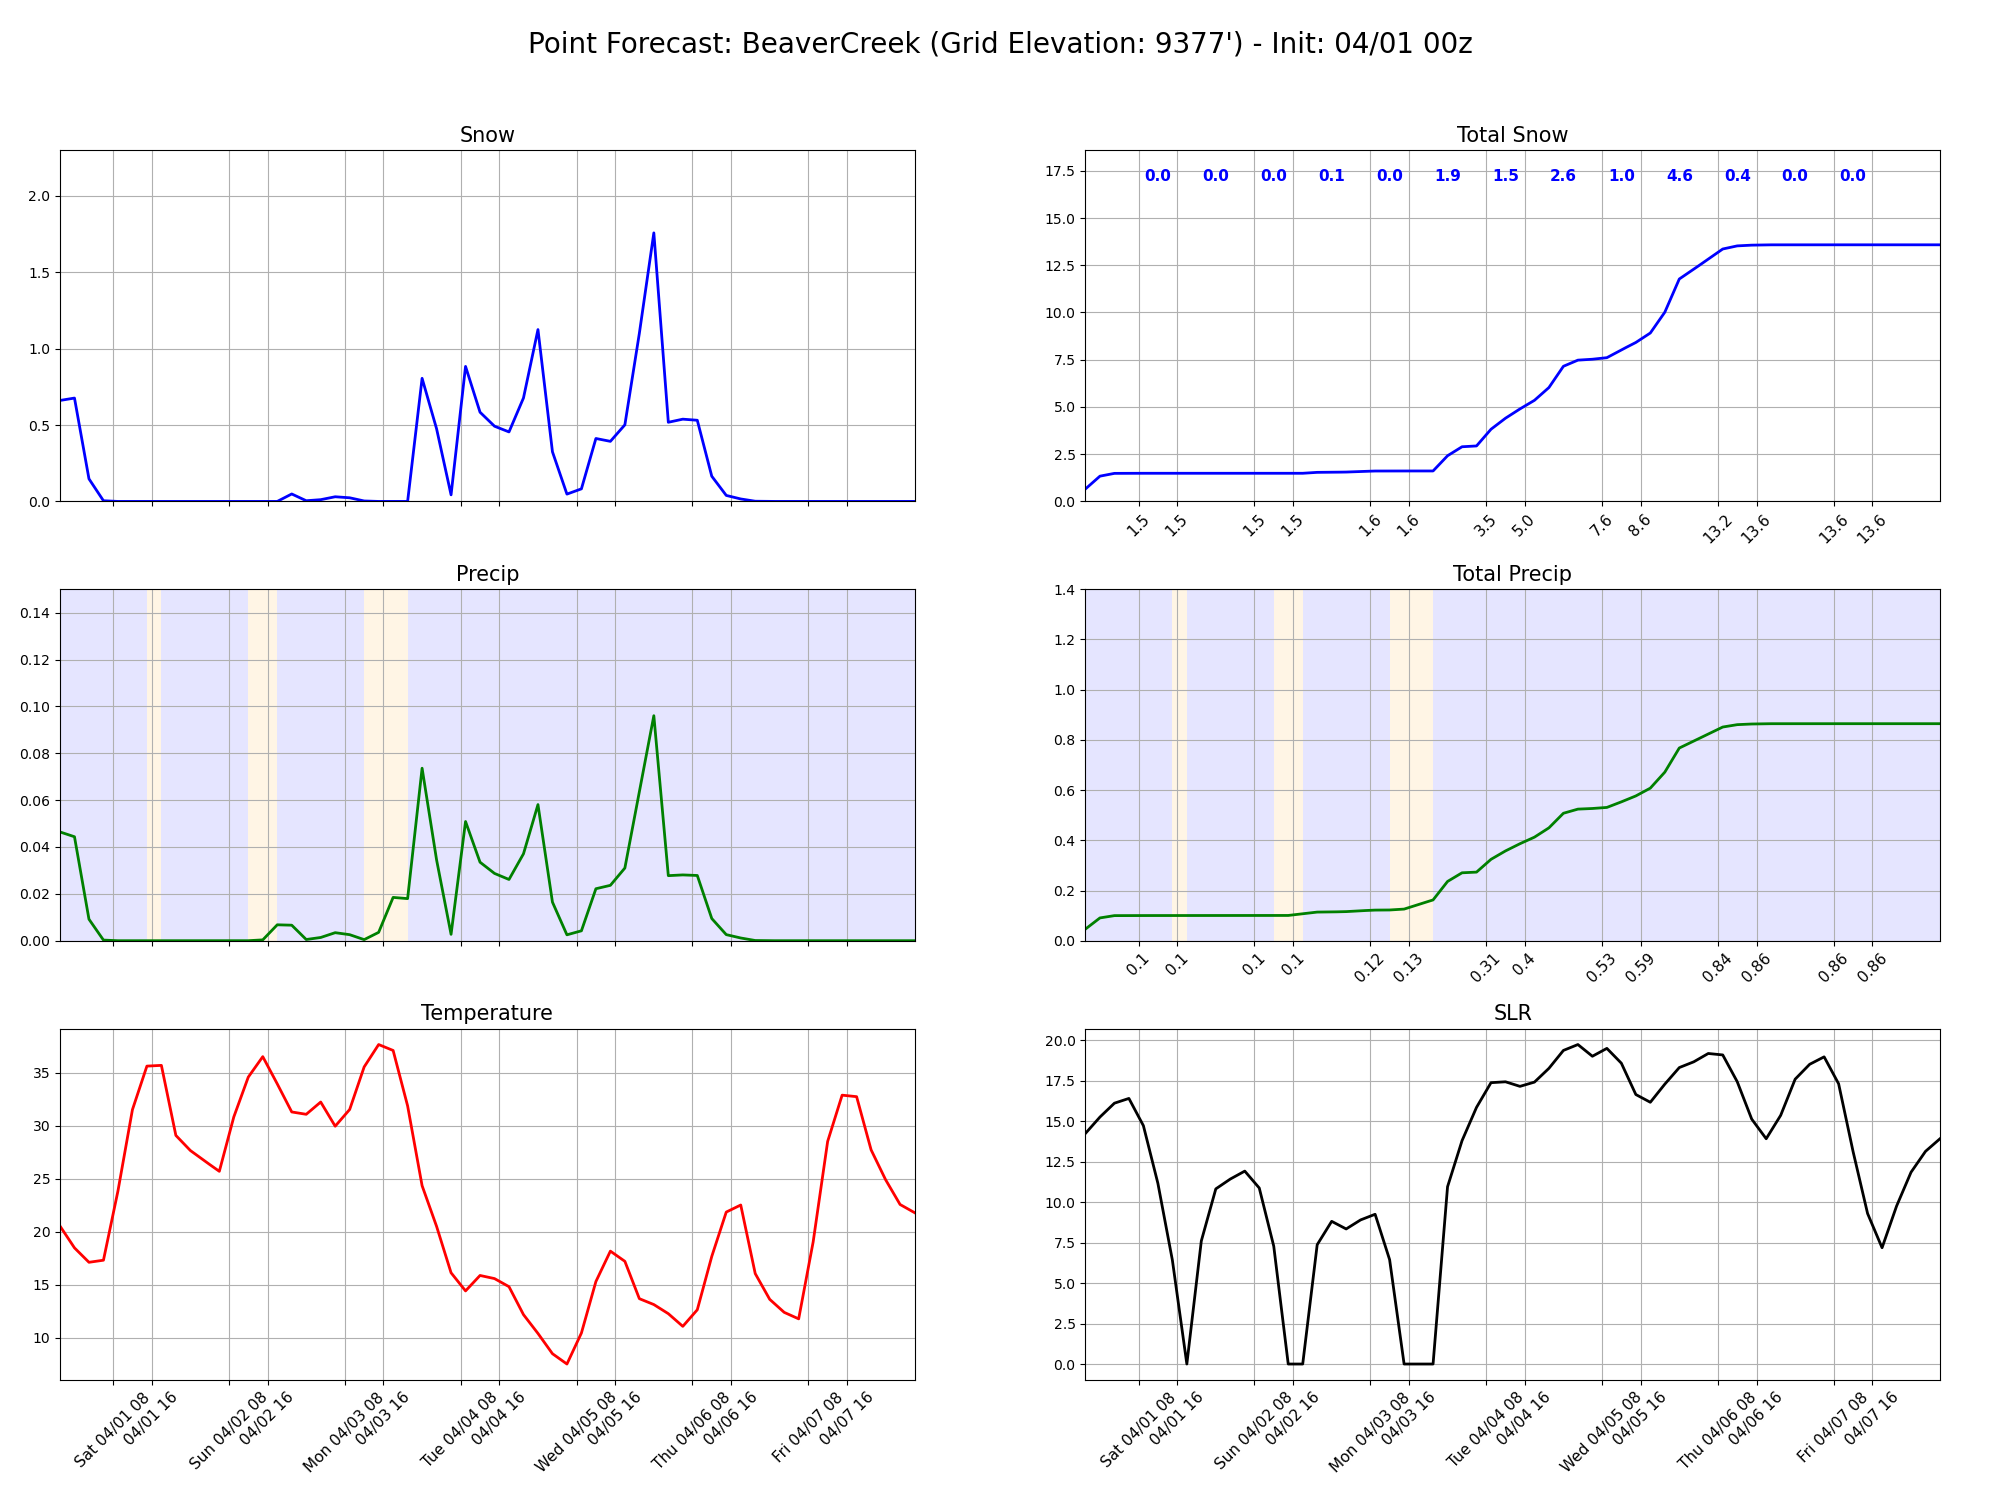 Point Forecast: BeaverCreek (Grid Elevation: 9377') - Init: 04/01 00z
Snow
2.0
1.5
1.0
0.5
0.0
Total Snow
17.5
15.0
12.5
10.0
7.5
5.0
2.5
0.0
0.0 0.0 0.0 0.1 0.0 1.9 1.5 2.6 1.0 4.6 0.4 0.0 0.0
1.5 1.5 1.5 1.5 1.6 1.6 3.5 5.0 7.6 8.6 13.2 13.6 13.6 13.6
Precip
0.14
0.12
0.10
0.08
0.06
0.04
0.02
0.00
Total Precip
1.4
1.2
1.0
0.8
0.6
0.4
0.2
0.0
0.1 0.1 0.1 0.1 0.12 0.13 0.31 0.4 0.53 0.59 0.84 0.86 0.86 0.86
Temperature
35
30
25
20
15
10
Sat 04/01 08
04/01 16
Sun 04/02 08
04/02 16
Mon 04/03 08
04/03 16
Tue 04/04 08
04/04 16
Wed 04/05 08
04/05 16
Thu 04/06 08
04/06 16
Fri 04/07 08
04/07 16
SLR
20.0
17.5
15.0
12.5
10.0
7.5
5.0
2.5
0.0
Sat 04/01 08
04/01 16
Sun 04/02 08
04/02 16
Mon 04/03 08
04/03 16
Tue 04/04 08
04/04 16
Wed 04/05 08
04/05 16
Thu 04/06 08
04/06 16
Fri 04/07 08
04/07 16